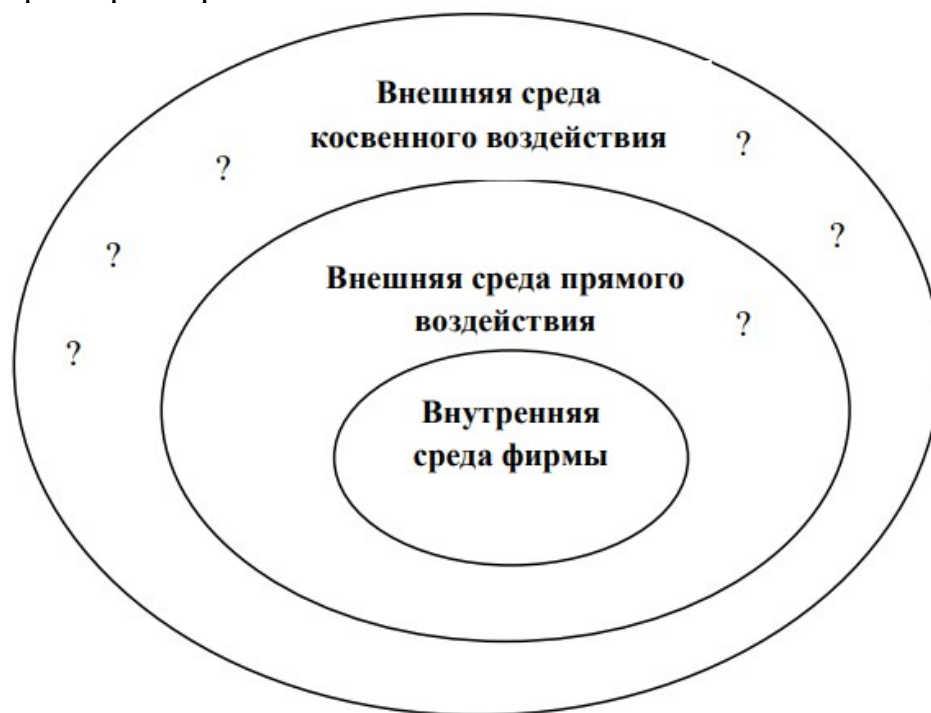 Внешняя среда
косвенного воздействия
?
?
?
?
Внешняя среда прямого
воздействия
?
?
Внутренняя
среда фирмы